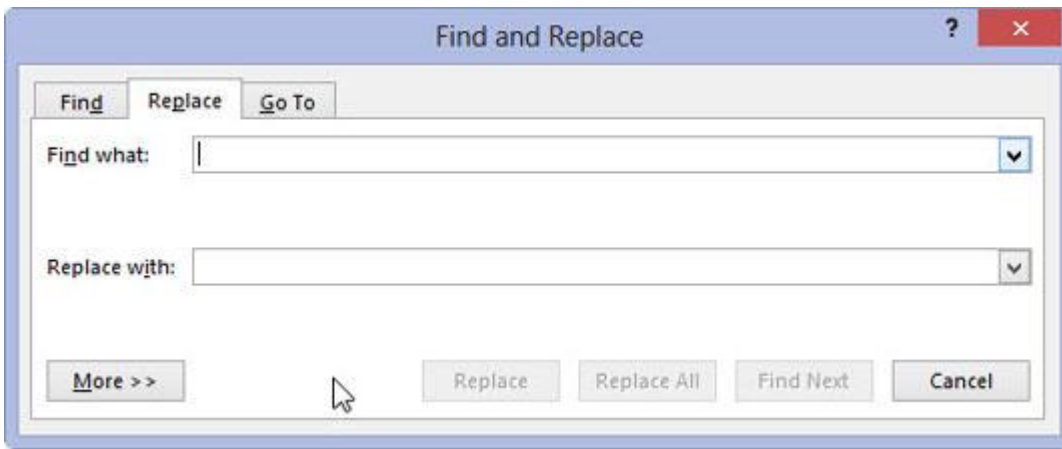 Find and Replace ?
Find Replace Go To
Find what:
Replace with:
More >> Replace Replace All Find Next Cancel